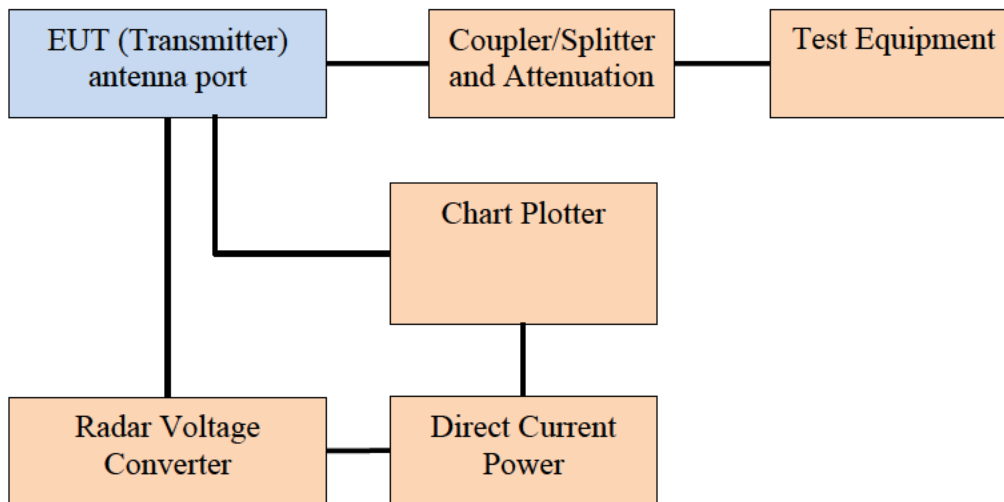 EUT (Transmitter)
antenna port
Coupler/Splitter
and Attenuation
Test Equipment
Chart Plotter
Radar Voltage
Converter
Direct Current
Power